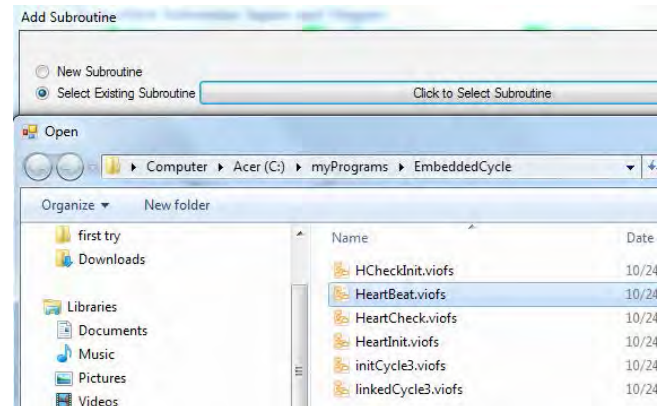 Add Subroutine
New Subroutine
Select Existing Subroutine Click to Select Subroutine
Open
Computer Acer (C:) myPrograms EmbeddedCycle
Organize New folder
first try Name Date
Downloads HCheckInit.viofs 10/24
HeartBeat.viofs 10/24
Libraries HeartCheck.viofs 10/24
Documents HeartInit.viofs 10/24
Music initCycle3.viofs 10/24
Pictures linkedCycle3.viofs 10/24
Videos